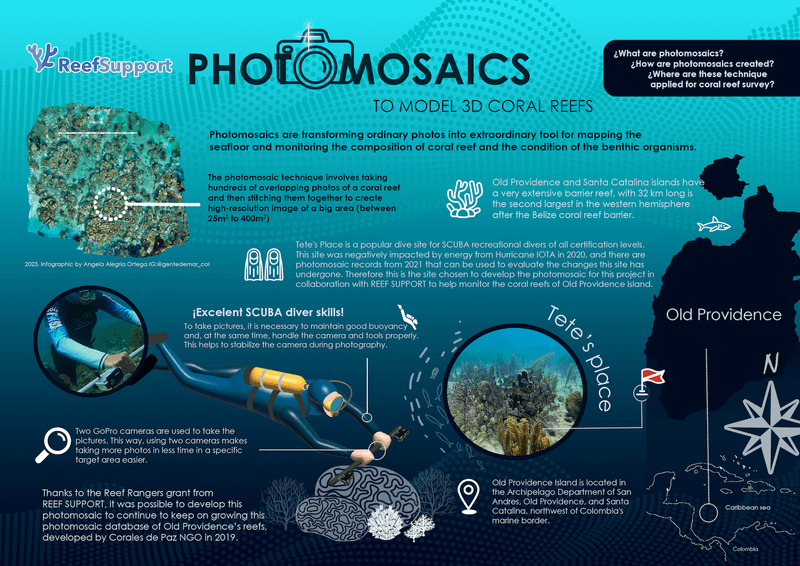 ReefSupport
PHOTOMOSAICS
TO MODEL 3D CORAL REEFS
¿What are photomosaics?
¿How are photomosaics created?
¿Where are these technique
applied for coral reef survey?
Photomosaics are transforming ordinary photos into extraordinary tool for mapping the
seafloor and monitoring the composition of coral reef and the condition of the benthic organisms.
The photomosaic technique involves taking
hundreds of overlapping photos of a coral reef
and then stitching them together to create
high-resolution image of a big area (between
25m² to 400m²)
Old Providence and Santa Catalina islands have
a very extensive barrier reef, with 32 km long is
the second largest in the western hemisphere
after the Belize coral reef barrier.
2023. Infographic by Angela Alegria Ortega IG:@gentedemar_col
Tete's Place is a popular dive site for SCUBA recreational divers of all certification levels.
This site was negatively impacted by energy from Hurricane IOTA in 2020, and there are
photomosaic records from 2021 that can be used to evaluate the changes this site has
undergone. Therefore this is the site chosen to develop the photomosaic for this project in
collaboration with REEF SUPPORT to help monitor the coral reefs of Old Providence Island.
¡Excelent SCUBA diver skills!
To take pictures, it is necessary to maintain good buoyancy
and, at the same time, handle the camera and tools properly.
This helps to stabilize the camera during photography.
Tete's place
Old Providence
N
Two GoPro cameras are used to take the
pictures. This way, using two cameras makes
taking more photos in less time in a specific
target area easier.
Thanks to the Reef Rangers grant from
REEF SUPPORT, it was possible to develop this
photomosaic to continue to keep on growing this
photomosaic database of Old Providence's reefs,
developed by Corales de Paz NGO in 2019.
Old Providence Island is located in
the Archipelago Department of San
Andres, Old Providence, and Santa
Catalina, northwest of Colombia's
marine border.
Caribbean sea
Colombia